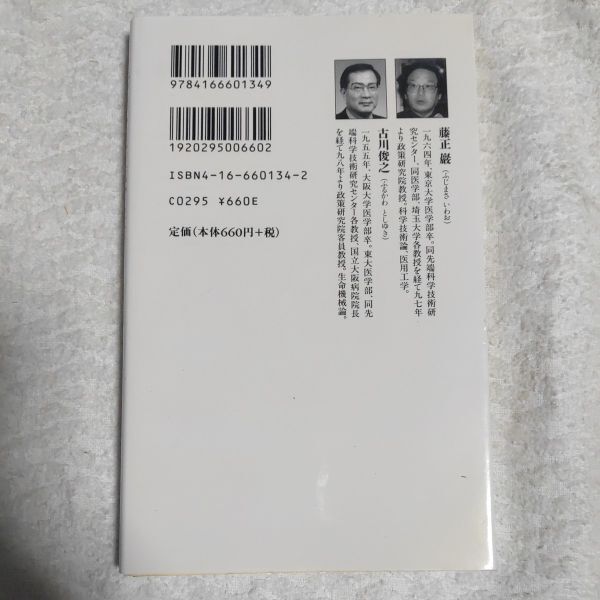 9784166601349
1920295006602
ISBN4-16-660134-2
C0295 ¥660E
定価(本体660円+税)
藤正 巖(ふじまさ いわお)
一九六四年、東京大学医学部卒。同先端科学技術研
究センター、同医学部、埼玉大学各教授を経て九七年
より政策研究院教授。科学技術論、医用工学。
古川俊之(ふるかわ としゆき)
一九五五年、大阪大学医学部卒。東大医学部、同先
端科学技術研究センター各教授、国立大阪病院院長
を経て九八年より政策研究院客員教授。生命機械論。